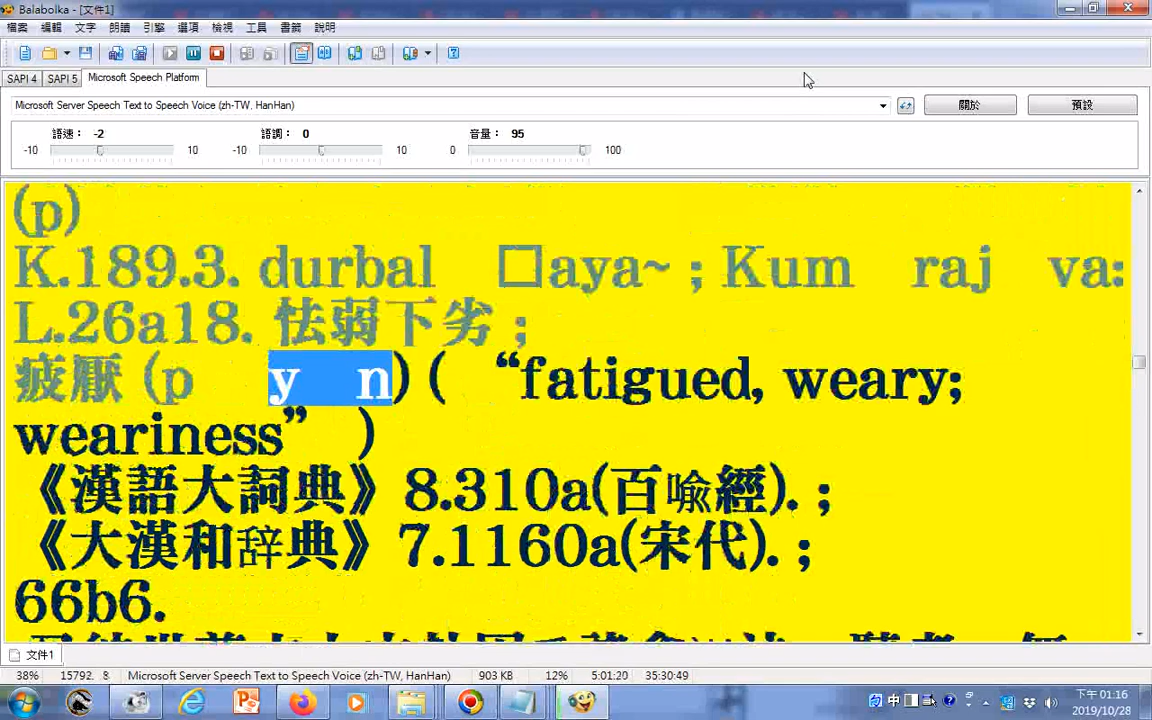 Balabolka - [文件1]
檔案 編輯 文字 朗讀 引擎 選項 檢視 工具 書籤 說明
SAPI 4 SAPI 5 Microsoft Speech Platform
Microsoft Server Speech Text to Speech Voice (zh-TW, HanHan) 關於 預設
語速： -2 語調： 0 音量： 95
-10 10 -10 10 0 100
(p)
K.189.3. durbal □aya~ ; Kum raj va:
L.26a18. 怯弱下劣 ;
疲厭 (p y n) ( “fatigued, weary;
weariness” )
《漢語大詞典》 8.310a(百喩經). ;
《大漢和辞典》 7.1160a(宋代). ;
66b6.
文件1
38% 15792. 8 Microsoft Server Speech Text to Speech Voice (zh-TW, HanHan) 903 KB 12% 5:01:20 35:30:49
中 下午 01:16
2019/10/28